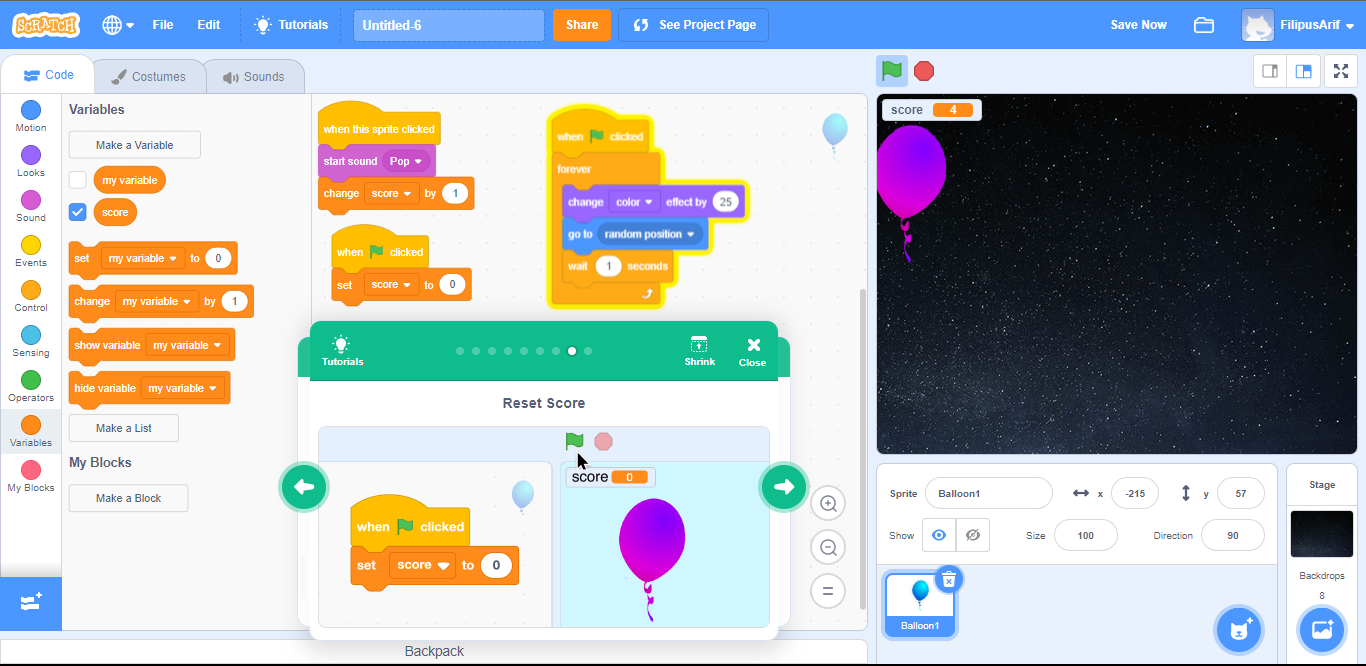 SCRATCH File Edit Tutorials Untitled-6 Share See Project Page Save Now FilipusArif
Code Costumes Sounds
Motion
Looks
Sound
Events
Control
Sensing
Operators
Variables
My Blocks
Variables
Make a Variable
my variable
score
set my variable to 0
change my variable by 1
show variable my variable
hide variable my variable
Make a List
My Blocks
Make a Block
when this sprite clicked
start sound Pop
change score by 1
when clicked
set score to 0
when clicked
forever
change color effect by 25
go to random position
wait 1 seconds
Tutorials Shrink Close
Reset Score
when clicked
set score to 0
score 0
Backpack
score 4
Sprite Balloon1 x -215 y 57
Show Size 100 Direction 90
Balloon1
Stage
Backdrops
8